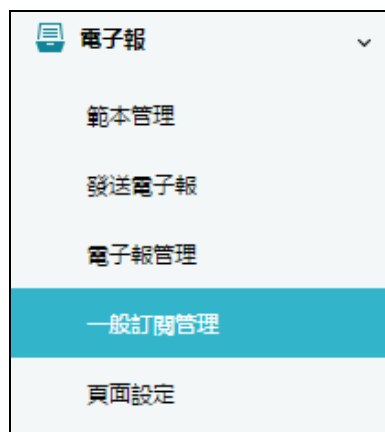 電子報
範本管理
發送電子報
電子報管理
一般訂閱管理
頁面設定